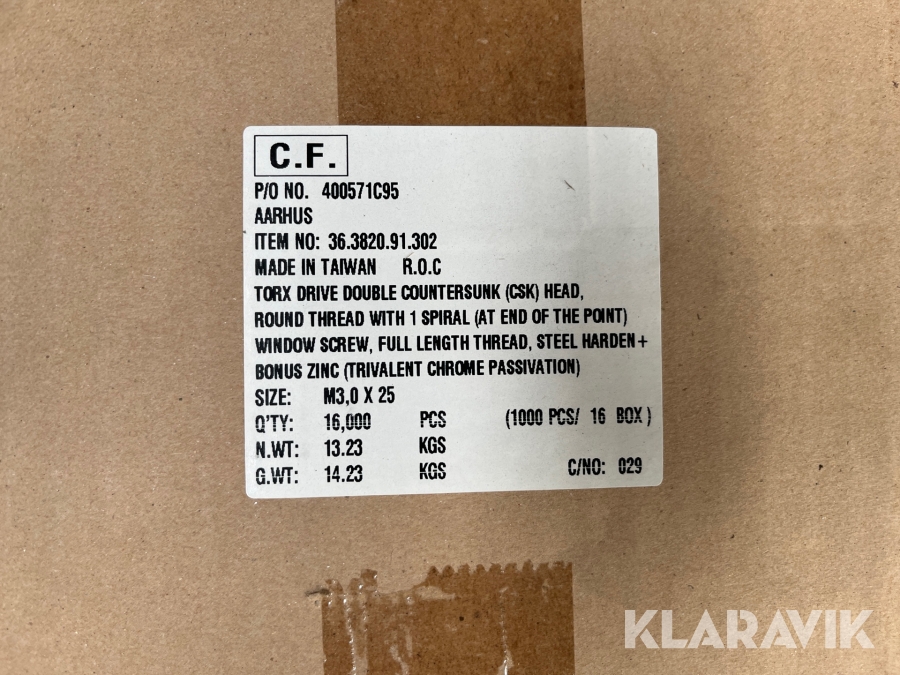 C.F.
P/O NO. 400571C95
AARHUS
ITEM NO: 36.3820.91.302
MADE IN TAIWAN R.O.C
TORX DRIVE DOUBLE COUNTERSUNK (CSK) HEAD,
ROUND THREAD WITH 1 SPIRAL (AT END OF THE POINT)
WINDOW SCREW, FULL LENGTH THREAD, STEEL HARDEN+
BONUS ZINC (TRIVALENT CHROME PASSIVATION)
SIZE: M3,0 X 25
Q'TY: 16,000 PCS (1000 PCS/ 16 BOX )
N.WT: 13.23 KGS
G.WT: 14.23 KGS C/NO: 029
KLARAVIK